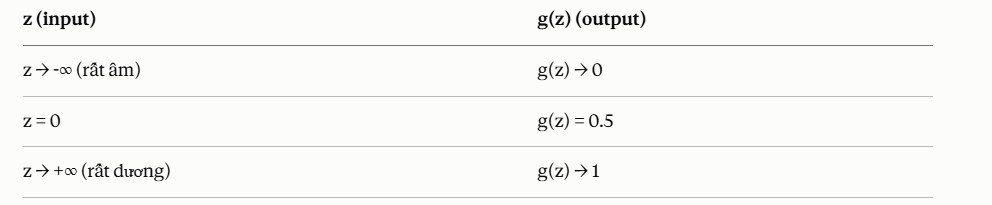 z (input) g(z) (output)
z → -∞ (rất âm) g(z) → 0
z = 0 g(z) = 0.5
z → +∞ (rất dương) g(z) → 1